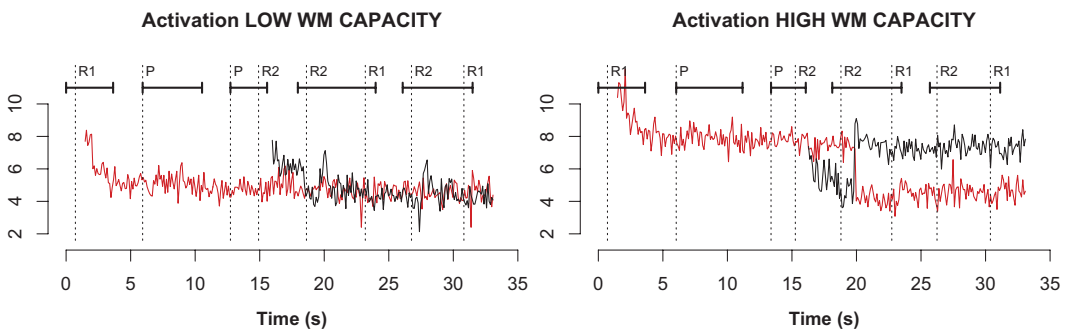 Activation LOW WM CAPACITY
R1 P P R2 R2 R1 R2 R1
10
8
6
4
2
0 5 10 15 20 25 30 35
Time (s)
Activation HIGH WM CAPACITY
R1 P P R2 R2 R1 R2 R1
10
8
6
4
2
0 5 10 15 20 25 30 35
Time (s)